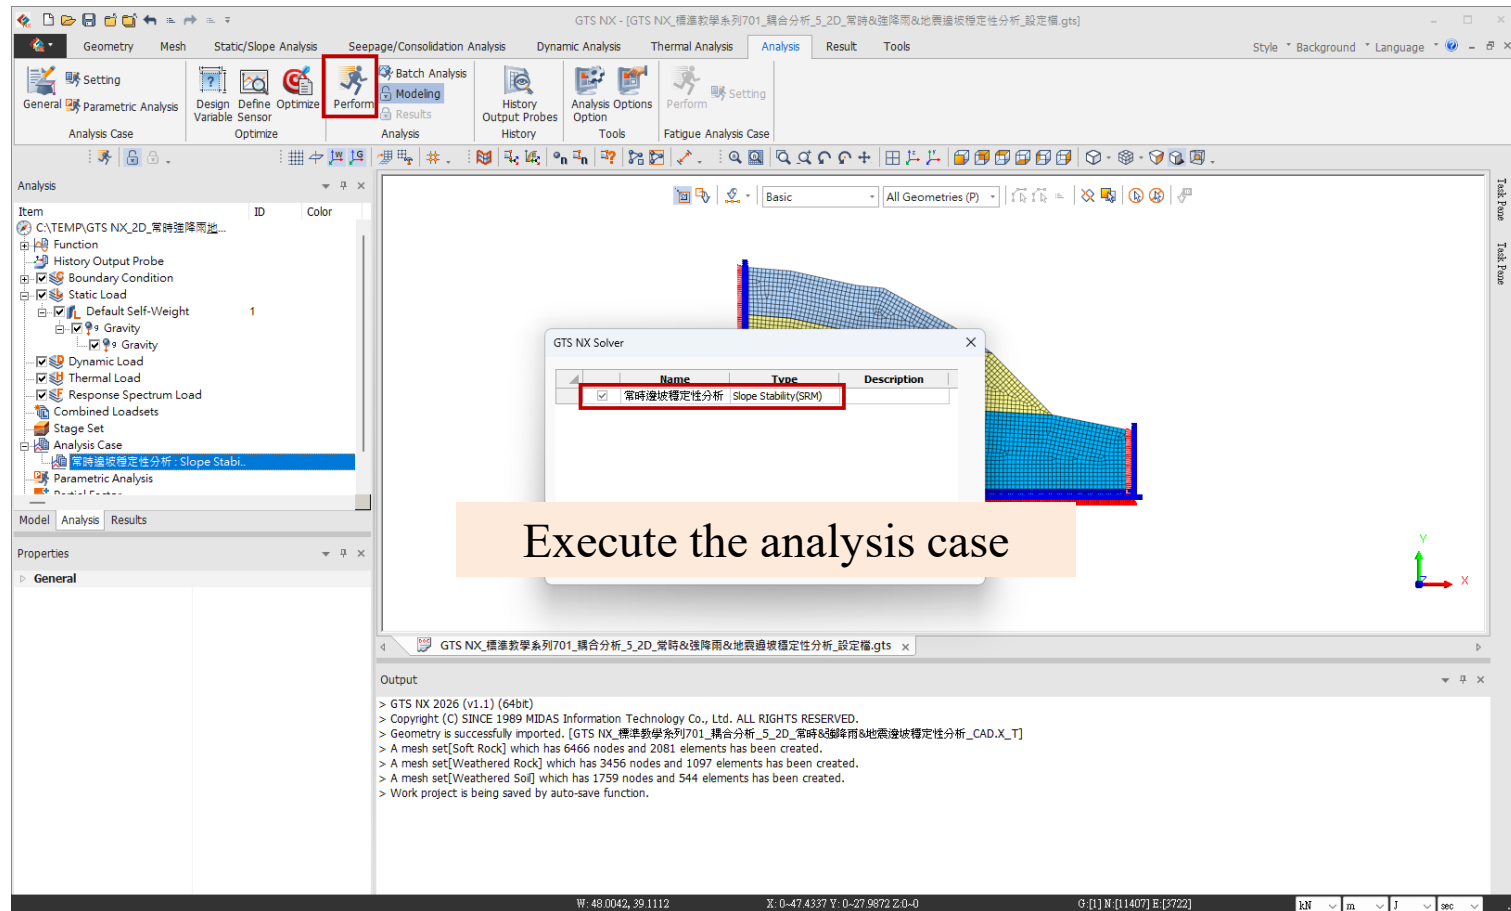 GTS NX - [GTS NX_標準教學系列701_耦合分析_5_2D_常時&強降雨&地震邊坡穩定性分析_設定檔.gts]
Geometry Mesh Static/Slope Analysis Seepage/Consolidation Analysis Dynamic Analysis Thermal Analysis Analysis Result Tools
Style Background Language
General
Setting
Parametric Analysis
Analysis Case
Design Variable
Define Sensor
Optimize
Optimize
Perform
Batch Analysis
Modeling
Results
Analysis
History Output Probes
History
Analysis Option
Options
Tools
Perform
Setting
Fatigue Analysis Case
Analysis
Item ID Color
C:\TEMP\GTS NX_2D_常時強降雨地...
Function
History Output Probe
Boundary Condition
Static Load
Default Self-Weight 1
Gravity
Gravity
Dynamic Load
Thermal Load
Response Spectrum Load
Combined Loadsets
Stage Set
Analysis Case
常時邊坡穩定性分析 : Slope Stabi...
Parametric Analysis
Partial Factor
Model Analysis Results
Properties
General
Basic
All Geometries (P)
Task Pane
Task Pane
GTS NX Solver
Name Type Description
常時邊坡穩定性分析 Slope Stability(SRM)
Execute the analysis case
Y
Z
X
GTS NX_標準教學系列701_耦合分析_5_2D_常時&強降雨&地震邊坡穩定性分析_設定檔.gts
Output
> GTS NX 2026 (v1.1) (64bit)
> Copyright (C) SINCE 1989 MIDAS Information Technology Co., Ltd. ALL RIGHTS RESERVED.
> Geometry is successfully imported. [GTS NX_標準教學系列701_耦合分析_5_2D_常時&強降雨&地震邊坡穩定性分析_CAD.X_T]
> A mesh set[Soft Rock] which has 6466 nodes and 2081 elements has been created.
> A mesh set[Weathered Rock] which has 3456 nodes and 1097 elements has been created.
> A mesh set[Weathered Soil] which has 1759 nodes and 544 elements has been created.
> Work project is being saved by auto-save function.
W: 48.0042, 39.1112 X: 0~47.4337 Y: 0~27.9872 Z:0~0 G:[1] N:[11407] E:[3722] kN m J sec